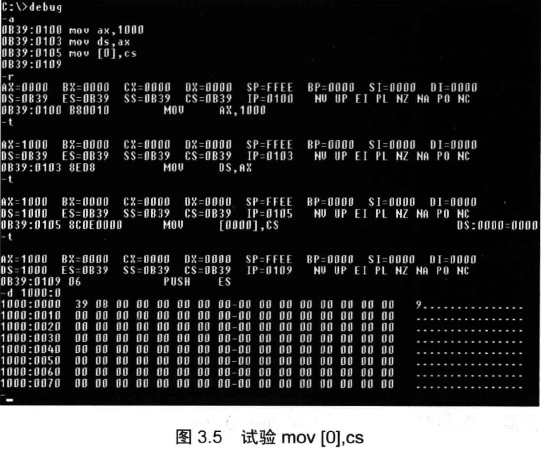 C:\>debug
-a
0B39:0100 mov ax,1000
0B39:0103 mov ds,ax
0B39:0105 mov [0],cs
0B39:0109
-r
AX=0000 BX=0000 CX=0000 DX=0000 SP=FFEE BP=0000 SI=0000 DI=0000
DS=0B39 ES=0B39 SS=0B39 CS=0B39 IP=0100 NV UP EI PL NZ NA PO NC
0B39:0100 B80010 MOV AX,1000
-t
AX=1000 BX=0000 CX=0000 DX=0000 SP=FFEE BP=0000 SI=0000 DI=0000
DS=0B39 ES=0B39 SS=0B39 CS=0B39 IP=0103 NV UP EI PL NZ NA PO NC
0B39:0103 8ED8 MOV DS,AX
-t
AX=1000 BX=0000 CX=0000 DX=0000 SP=FFEE BP=0000 SI=0000 DI=0000
DS=1000 ES=0B39 SS=0B39 CS=0B39 IP=0105 NV UP EI PL NZ NA PO NC
0B39:0105 8C0E0000 MOV [0000],CS DS:0000=0000
-t
AX=1000 BX=0000 CX=0000 DX=0000 SP=FFEE BP=0000 SI=0000 DI=0000
DS=1000 ES=0B39 SS=0B39 CS=0B39 IP=0109 NV UP EI PL NZ NA PO NC
0B39:0109 06 PUSH ES
-d 1000:0
1000:0000 39 0B 00 00 00 00 00 00-00 00 00 00 00 00 00 00 9...............
1000:0010 00 00 00 00 00 00 00 00-00 00 00 00 00 00 00 00 ................
1000:0020 00 00 00 00 00 00 00 00-00 00 00 00 00 00 00 00 ................
1000:0030 00 00 00 00 00 00 00 00-00 00 00 00 00 00 00 00 ................
1000:0040 00 00 00 00 00 00 00 00-00 00 00 00 00 00 00 00 ................
1000:0050 00 00 00 00 00 00 00 00-00 00 00 00 00 00 00 00 ................
1000:0060 00 00 00 00 00 00 00 00-00 00 00 00 00 00 00 00 ................
1000:0070 00 00 00 00 00 00 00 00-00 00 00 00 00 00 00 00 ................
-
图 3.5 试验 mov [0],cs